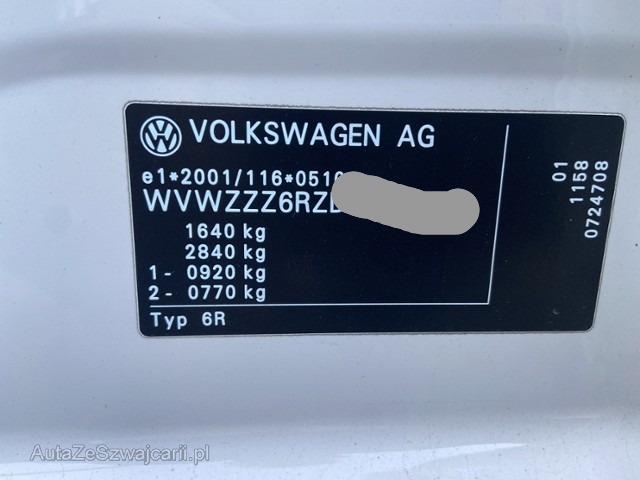 VOLKSWAGEN AG
e1*2001/116*051
WVWZZZ6RZ
1640 kg
2840 kg
1- 0920 kg
2- 0770 kg
Typ 6R
01
1158
0724708
AutaZeSzwajcarii.pl